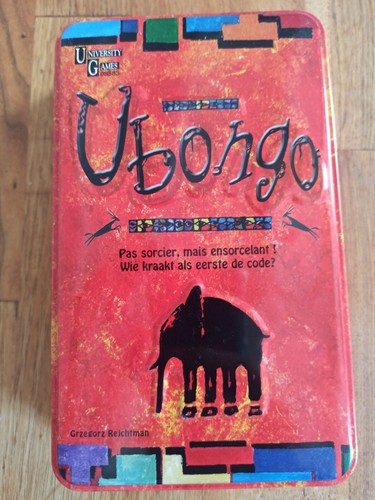 University
Games
Ubongo
Pas sorcier, mais ensorcelant !
Wie kraakt als eerste de code?
Grzegorz Rejchtman